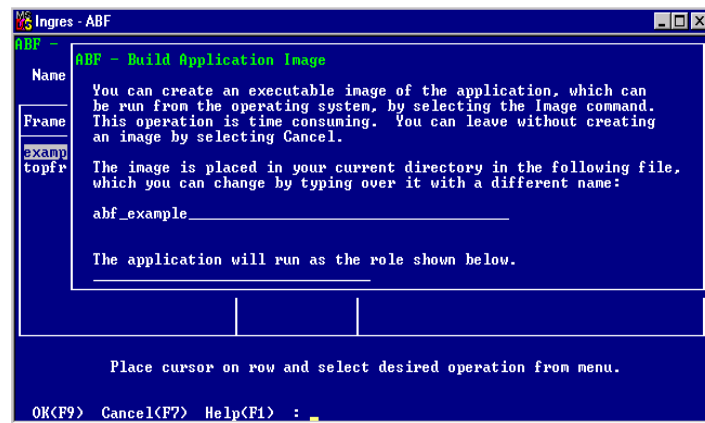 Ingres - ABF
ABF -
ABF - Build Application Image
Name
You can create an executable image of the application, which can
be run from the operating system, by selecting the Image command.
Frame
This operation is time consuming. You can leave without creating
an image by selecting Cancel.
examp
topfr
The image is placed in your current directory in the following file,
which you can change by typing over it with a different name:
abf_example
The application will run as the role shown below.
Place cursor on row and select desired operation from menu.
OK(F9) Cancel(F7) Help(F1) :